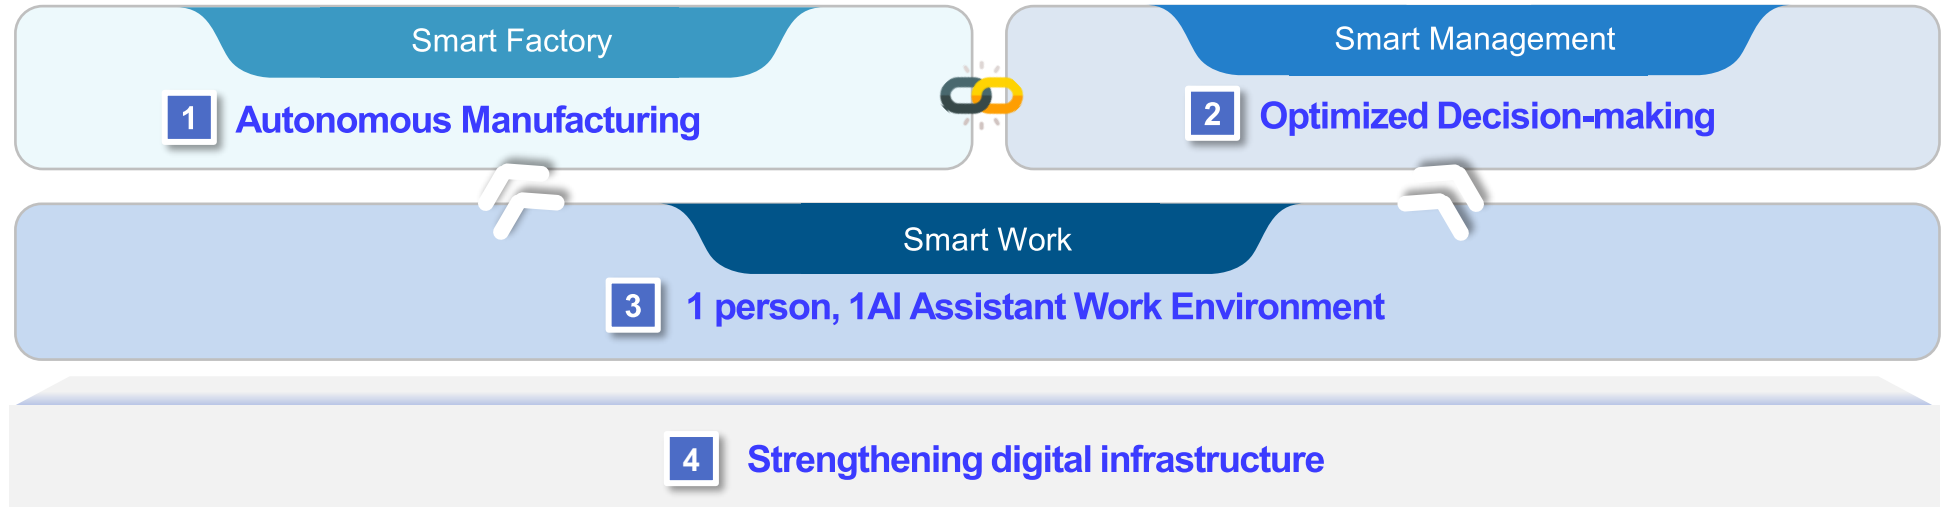 Smart Factory
1 Autonomous Manufacturing
Smart Management
2 Optimized Decision-making
Smart Work
3 1 person, 1AI Assistant Work Environment
4 Strengthening digital infrastructure